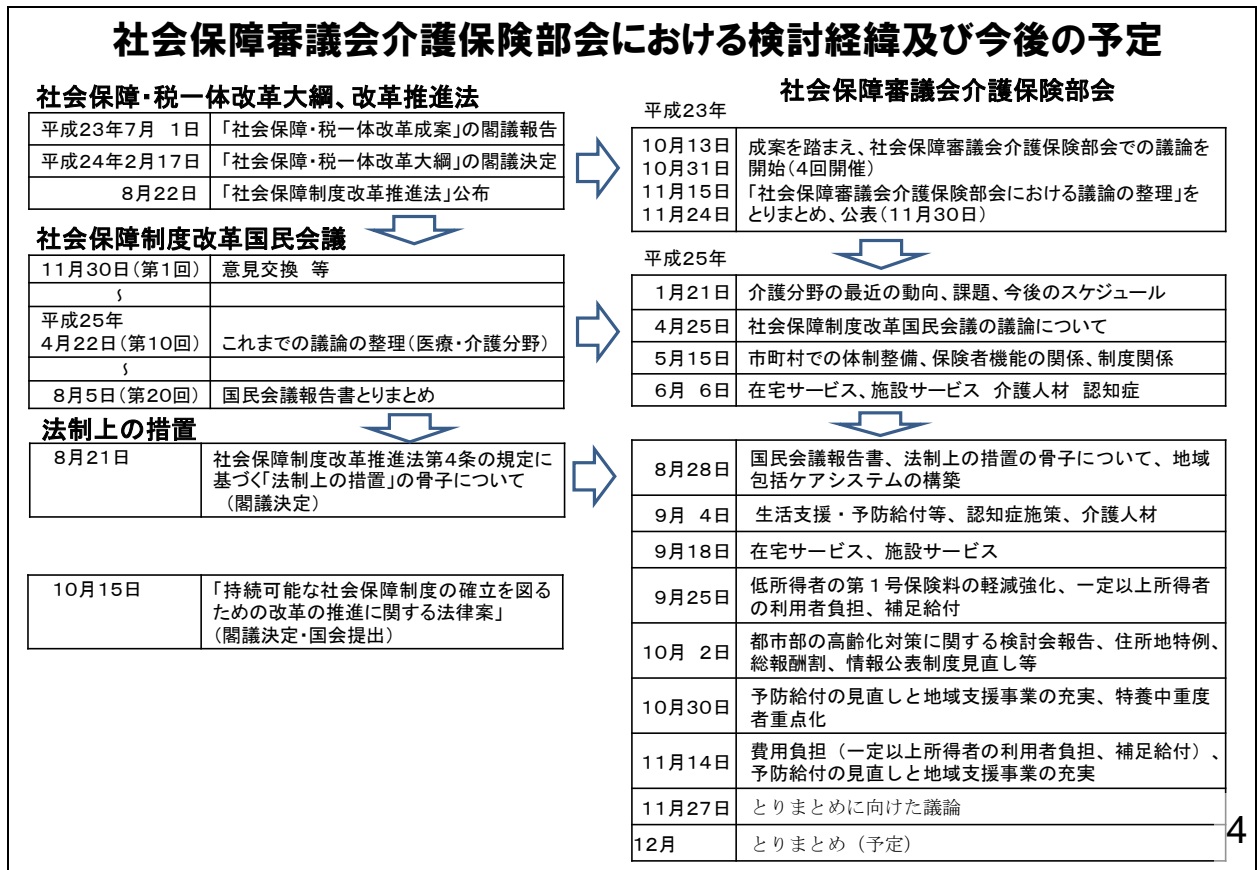 社会保障審議会介護保険部会における検討経緯及び今後の予定
社会保障・税一体改革大綱、改革推進法
平成23年7月 1日 「社会保障・税一体改革成案」の閣議報告
平成24年2月17日 「社会保障・税一体改革大綱」の閣議決定
8月22日 「社会保障制度改革推進法」公布
社会保障制度改革国民会議
11月30日(第1回) 意見交換 等
〜
平成25年
4月22日(第10回) これまでの議論の整理(医療・介護分野)
〜
8月5日(第20回) 国民会議報告書とりまとめ
法制上の措置
8月21日 社会保障制度改革推進法第4条の規定に
基づく「法制上の措置」の骨子について
(閣議決定)
10月15日 「持続可能な社会保障制度の確立を図る
ための改革の推進に関する法律案」
(閣議決定・国会提出)
社会保障審議会介護保険部会
平成23年
10月13日 成案を踏まえ、社会保障審議会介護保険部会での議論を
10月31日 開始(4回開催)
11月15日 「社会保障審議会介護保険部会における議論の整理」を
11月24日 とりまとめ、公表(11月30日)
平成25年
1月21日 介護分野の最近の動向、課題、今後のスケジュール
4月25日 社会保障制度改革国民会議の議論について
5月15日 市町村での体制整備、保険者機能の関係、制度関係
6月 6日 在宅サービス、施設サービス 介護人材 認知症
8月28日 国民会議報告書、法制上の措置の骨子について、地域
包括ケアシステムの構築
9月 4日 生活支援・予防給付等、認知症施策、介護人材
9月18日 在宅サービス、施設サービス
9月25日 低所得者の第1号保険料の軽減強化、一定以上所得者
の利用者負担、補足給付
10月 2日 都市部の高齢化対策に関する検討会報告、住所地特例、
総報酬割、情報公表制度見直し等
10月30日 予防給付の見直しと地域支援事業の充実、特養中重度
者重点化
11月14日 費用負担(一定以上所得者の利用者負担、補足給付)、
予防給付の見直しと地域支援事業の充実
11月27日 とりまとめに向けた議論
12月 とりまとめ(予定)
4